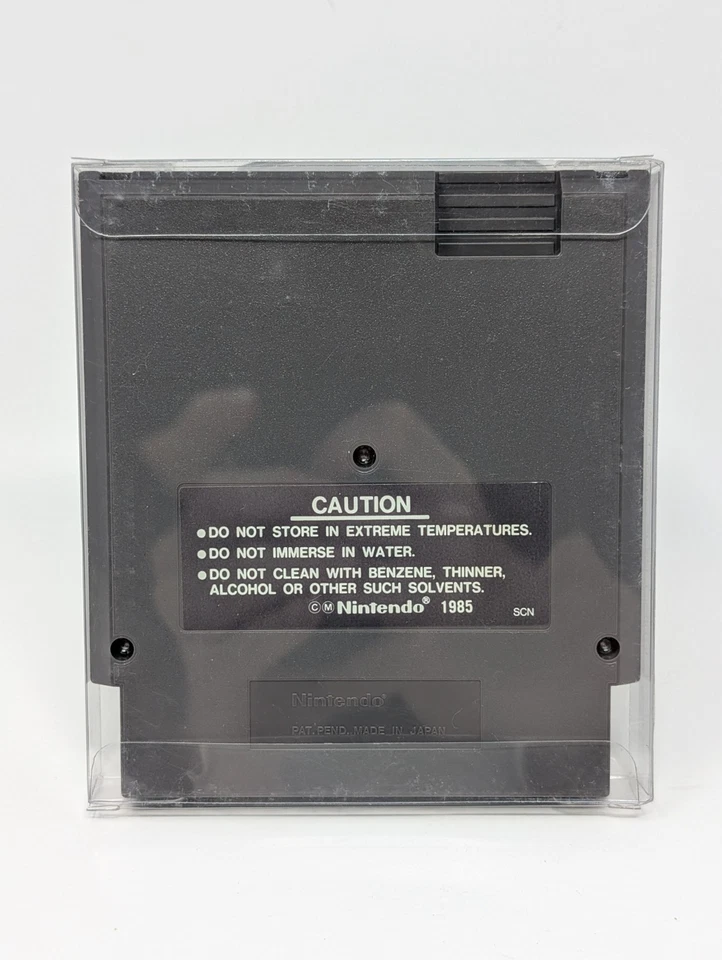 CAUTION
●DO NOT STORE IN EXTREME TEMPERATURES.
●DO NOT IMMERSE IN WATER.
●DO NOT CLEAN WITH BENZENE, THINNER,
ALCOHOL OR OTHER SUCH SOLVENTS.
ⒸⓂNintendo® 1985 SCN
Nintendo®
PAT. PEND. MADE IN JAPAN